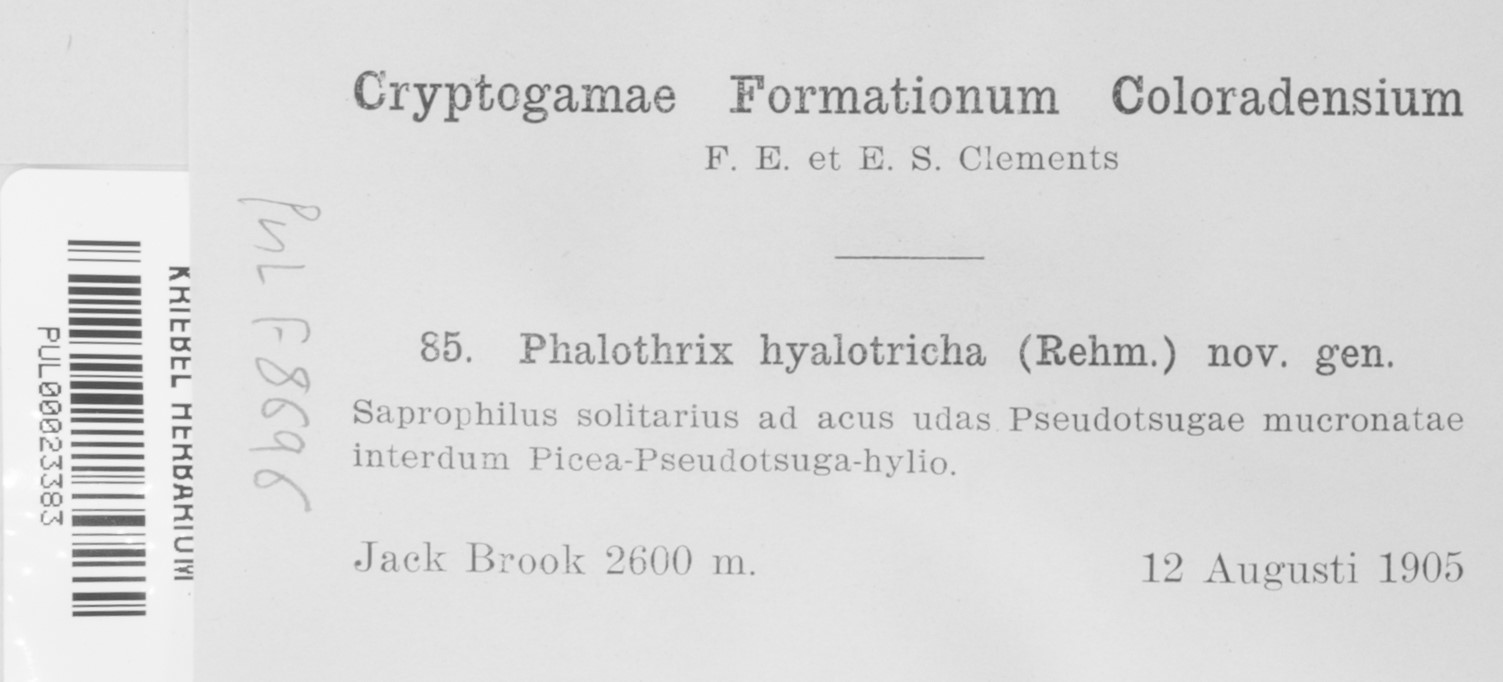 Cryptogamae Formationum Coloradensium
F. E. et E. S. Clements
85. Phalothrix hyalotricha (Rehm.) nov. gen.
Saprophilus solitarius ad acus udas Pseudotsugae mucronatae
interdum Picea-Pseudotsuga-hylio.
Jack Brook 2600 m.
12 Augusti 1905
PUL F8696
KRIEBEL HERBARIUM
PUL00023383